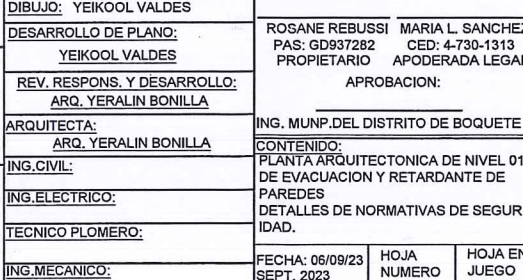 DIBUJO: YEIKOOL VALDES
DESARROLLO DE PLANO:
YEIKOOL VALDES
REV. RESPONS. Y DESARROLLO:
ARQ. YERALIN BONILLA
ARQUITECTA:
ARQ. YERALIN BONILLA
ING.CIVIL:
ING.ELECTRICO:
TECNICO PLOMERO:
ING.MECANICO:
ROSANE REBUSSI MARIA L. SANCHEZ
PAS: GD937282 CED: 4-730-1313
PROPIETARIO APODERADA LEGAL
APROBACION:
ING. MUNP.DEL DISTRITO DE BOQUETE
CONTENIDO:
PLANTA ARQUITECTONICA DE NIVEL 01
DE EVACUACION Y RETARDANTE DE
PAREDES
DETALLES DE NORMATIVAS DE SEGUR
IDAD.
FECHA: 06/09/23 HOJA HOJA EN
SEPT. 2023 NUMERO JUEGO